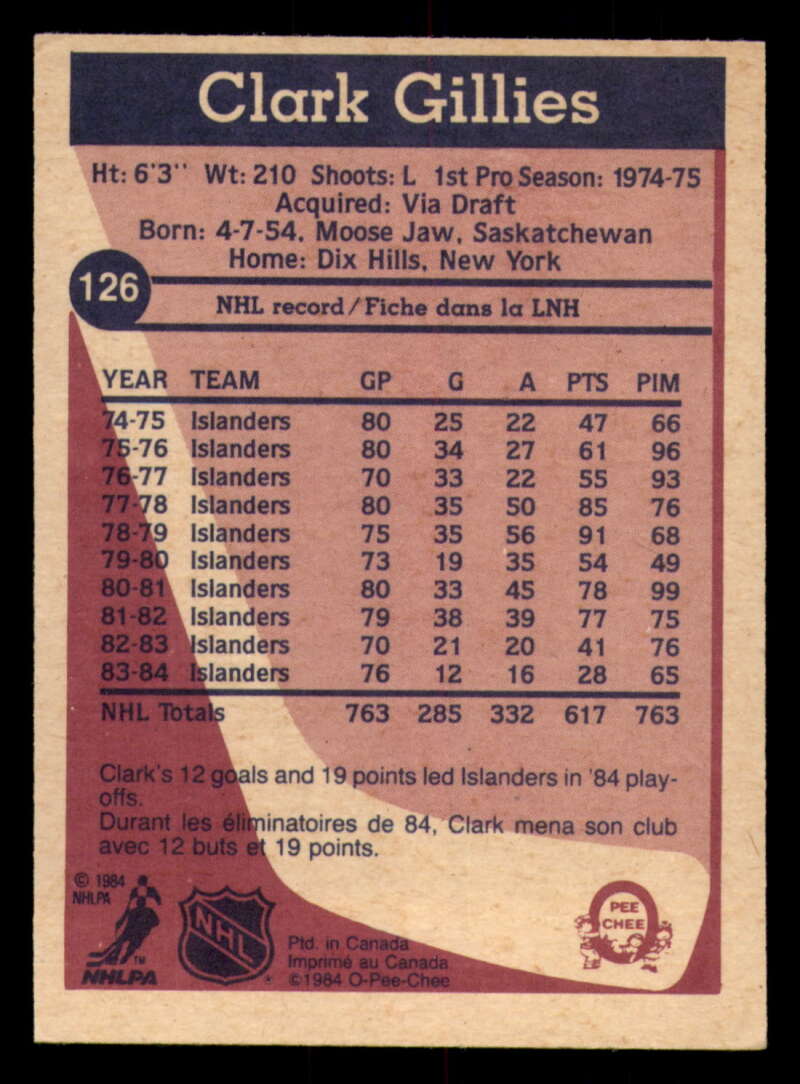 Clark Gillies
Ht: 6'3'' Wt: 210 Shoots: L 1st Pro Season: 1974-75
Acquired: Via Draft
Born: 4-7-54, Moose Jaw, Saskatchewan
Home: Dix Hills, New York
126
NHL record/Fiche dans la LNH
YEAR TEAM GP G A PTS PIM
74-75 Islanders 80 25 22 47 66
75-76 Islanders 80 34 27 61 96
76-77 Islanders 70 33 22 55 93
77-78 Islanders 80 35 50 85 76
78-79 Islanders 75 35 56 91 68
79-80 Islanders 73 19 35 54 49
80-81 Islanders 80 33 45 78 99
81-82 Islanders 79 38 39 77 75
82-83 Islanders 70 21 20 41 76
83-84 Islanders 76 12 16 28 65
NHL Totals 763 285 332 617 763
Clark's 12 goals and 19 points led Islanders in '84 play-
offs.
Durant les éliminatoires de 84, Clark mena son club
avec 12 buts et 19 points.
© 1984
NHLPA
TM
NHLPA
NHL
Ptd. in Canada
Imprimé au Canada
©1984 O-Pee-Chee
PEE
CHEE